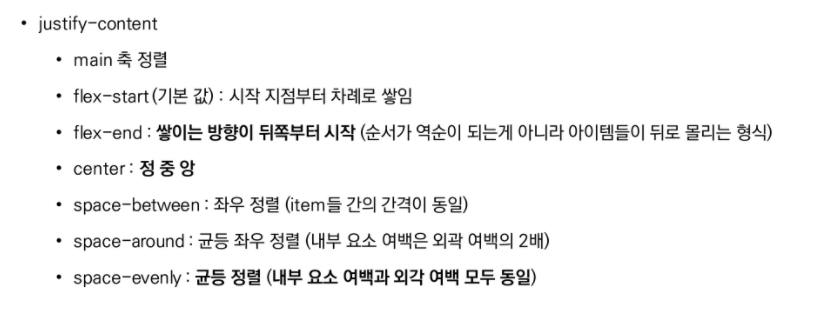 • justify-content
• main 축 정렬
• flex-start(기본 값) : 시작 지점부터 차례로 쌓임
• flex-end : 쌓이는 방향이 뒤쪽부터 시작 (순서가 역순이 되는게 아니라 아이템들이 뒤로 몰리는 형식)
• center : 정 중 앙
• space-between : 좌우 정렬 (item들 간의 간격이 동일)
• space-around : 균등 좌우 정렬 (내부 요소 여백은 외곽 여백의 2배)
• space-evenly : 균등 정렬 (내부 요소 여백과 외각 여백 모두 동일)